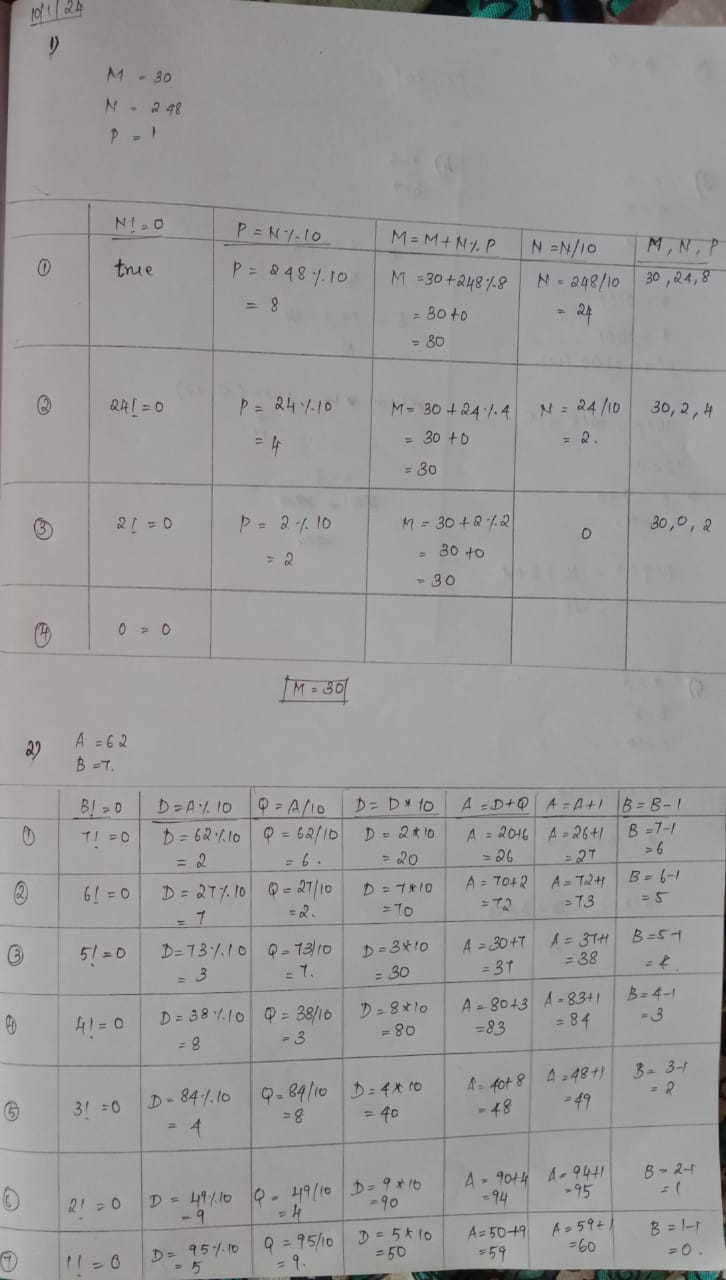 10/1/24
1)
M = 30
N = 248
P = 1
N!=0 P=N%10 M=M+N%P N=N/10 M,N,P
① true P=248%10 M=30+248%8 N=248/10 30,24,8
=8 =30+0 =24
=30
② 24!=0 P=24%10 M=30+24%4 N=24/10 30,2,4
=4 =30+0 =2.
=30
③ 2!=0 P=2%10 M=30+2%2 0 30,0,2
=2 =30+0
=30
④ 0=0
M=30
2) A=62
B=7.
B!=0 D=A%10 Q=A/10 D=D*10 A=D+Q A=A+1 B=B-1
① 7!=0 D=62%10 Q=62/10 D=2*10 A=20+6 A=26+1 B=7-1
=2 =6. =20 =26 =27 =6
② 6!=0 D=27%10 Q=27/10 D=7*10 A=70+2 A=72+1 B=6-1
=7 =2. =70 =72 =73 =5
③ 5!=0 D=73%10 Q=73/10 D=3*10 A=30+7 A=37+1 B=5-1
=3 =7. =30 =37 =38 =4.
④ 4!=0 D=38%10 Q=38/10 D=8*10 A=80+3 A=83+1 B=4-1
=8 =3 =80 =83 =84 =3
⑤ 3!=0 D=84%10 Q=84/10 D=4*10 A=40+8 A=48+1 B=3-1
=4 =8 =40 =48 =49 =2
⑥ 2!=0 D=49%10 Q=49/10 D=9*10 A=90+4 A=94+1 B=2-1
=9 =4 =90 =94 =95 =1
⑦ 1!=0 D=95%10 Q=95/10 D=5*10 A=50+9 A=59+1 B=1-1
=5 =9. =50 =59 =60 =0.